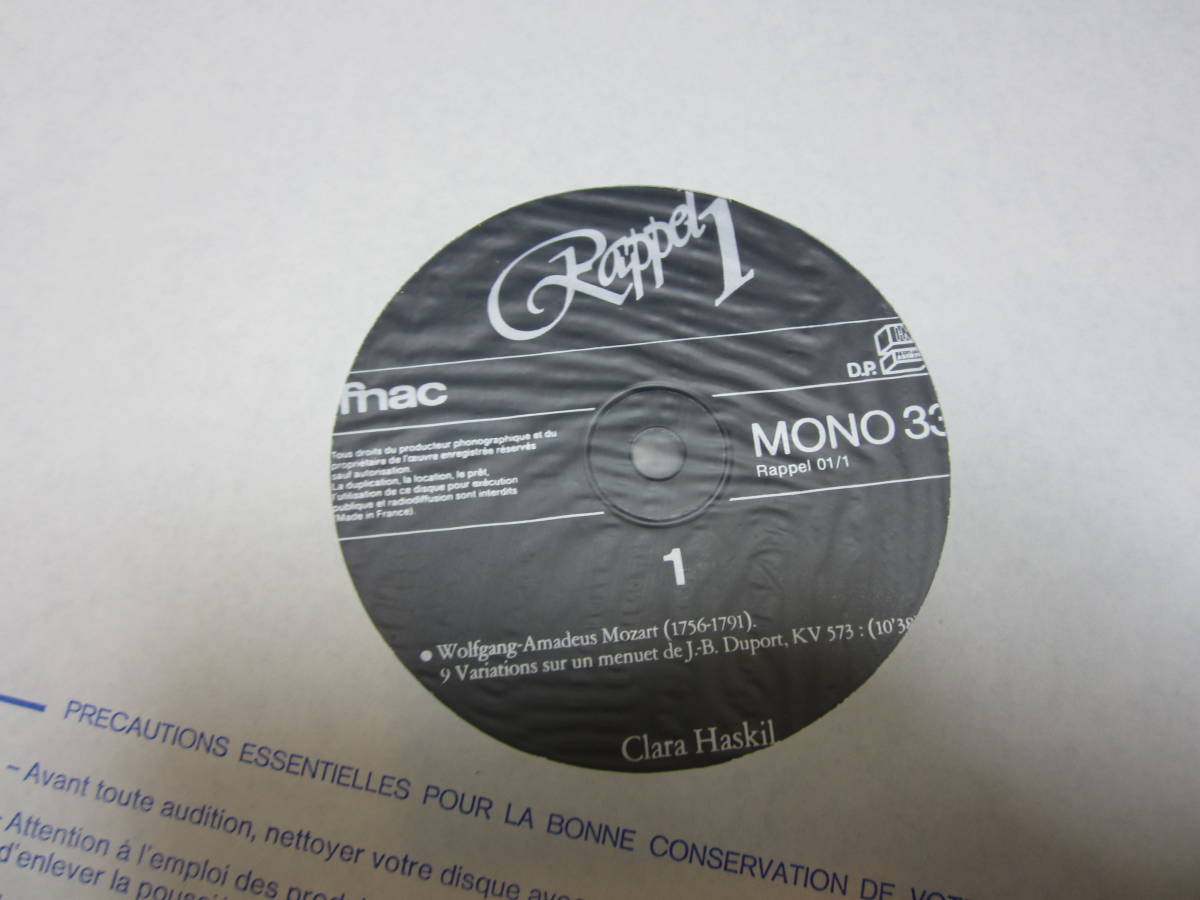 Rappel 1
fnac
D.P.
MONO 33
Rappel 01/1
Tous droits du producteur phonographique et du
propriétaire de l'œuvre enregistrée réservés
sauf autorisation.
La duplication, la location, le prêt,
l'utilisation de ce disque pour exécution
publique et radiodiffusion sont interdits
(Made in France).
1
• Wolfgang-Amadeus Mozart (1756-1791).
9 Variations sur un menuet de J.-B. Duport, KV 573 : (10'38
Clara Haskil
PRECAUTIONS ESSENTIELLES POUR LA BONNE CONSERVATION DE
– Avant toute audition, nettoyer votre disque
- Attention à l'emploi des
d'enlever la